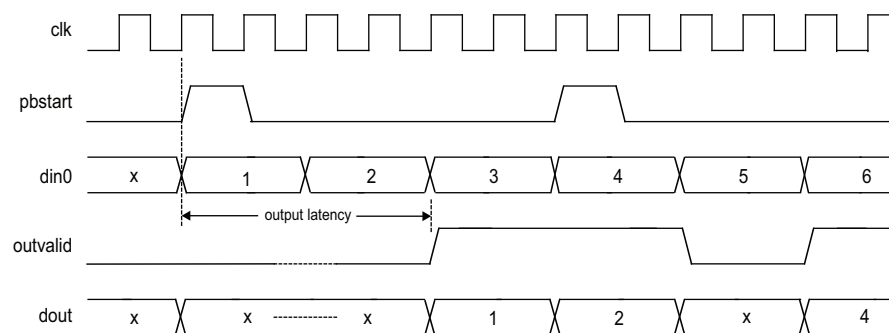 clk
pbstart
din0 x 1 2 3 4 5 6
output latency
outvalid
dout x x x 1 2 x 4